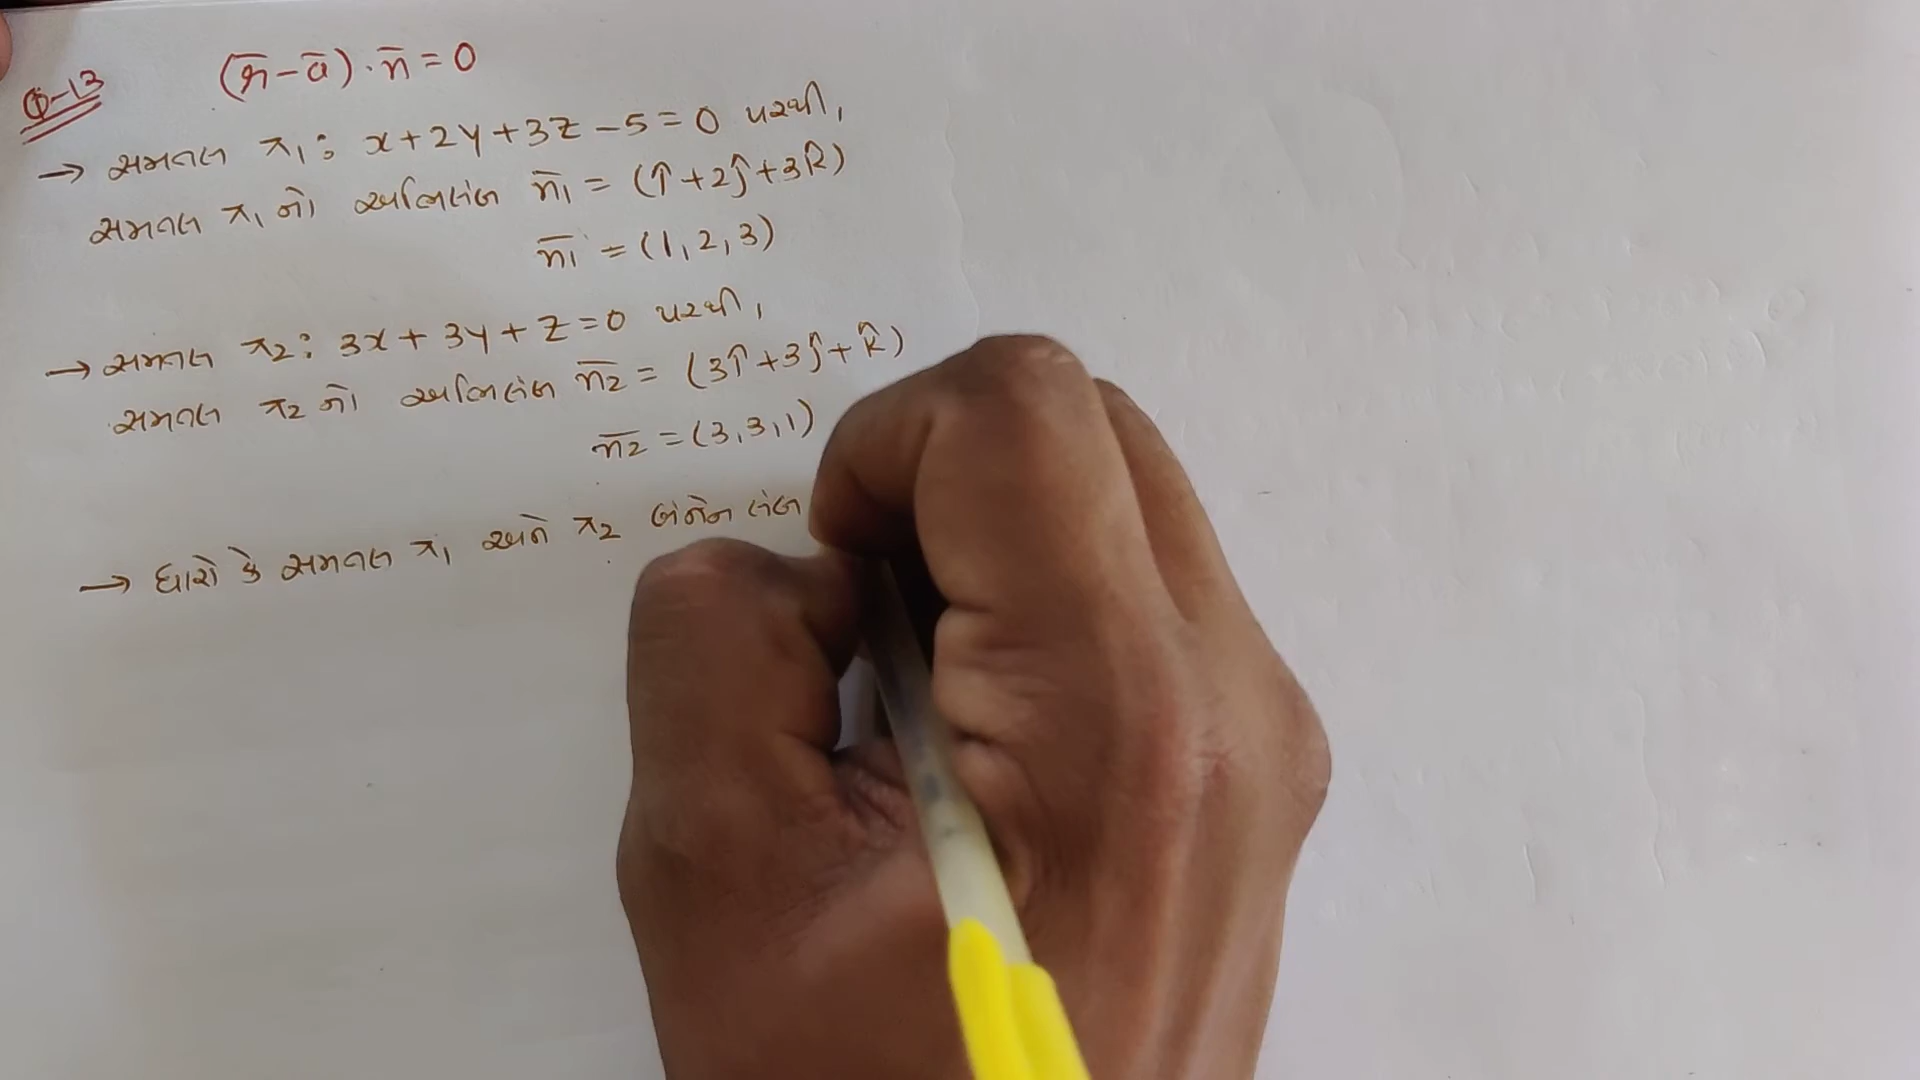 Q-13
(r̄-ā)·n̄=0
→ સમતલ π₁: x+2y+3z-5=0 પરથી,
સમતલ π₁ નો અભિલંબ n̄₁ = (î+2ĵ+3k̂)
n̄₁ = (1,2,3)
→ સમતલ π₂: 3x+3y+z=0 પરથી,
સમતલ π₂ નો અભિલંબ n̄₂ = (3î+3ĵ+k̂)
n̄₂ = (3,3,1)
→ ધારો કે સમતલ π₁ અને π₂ બંનેન લંબ